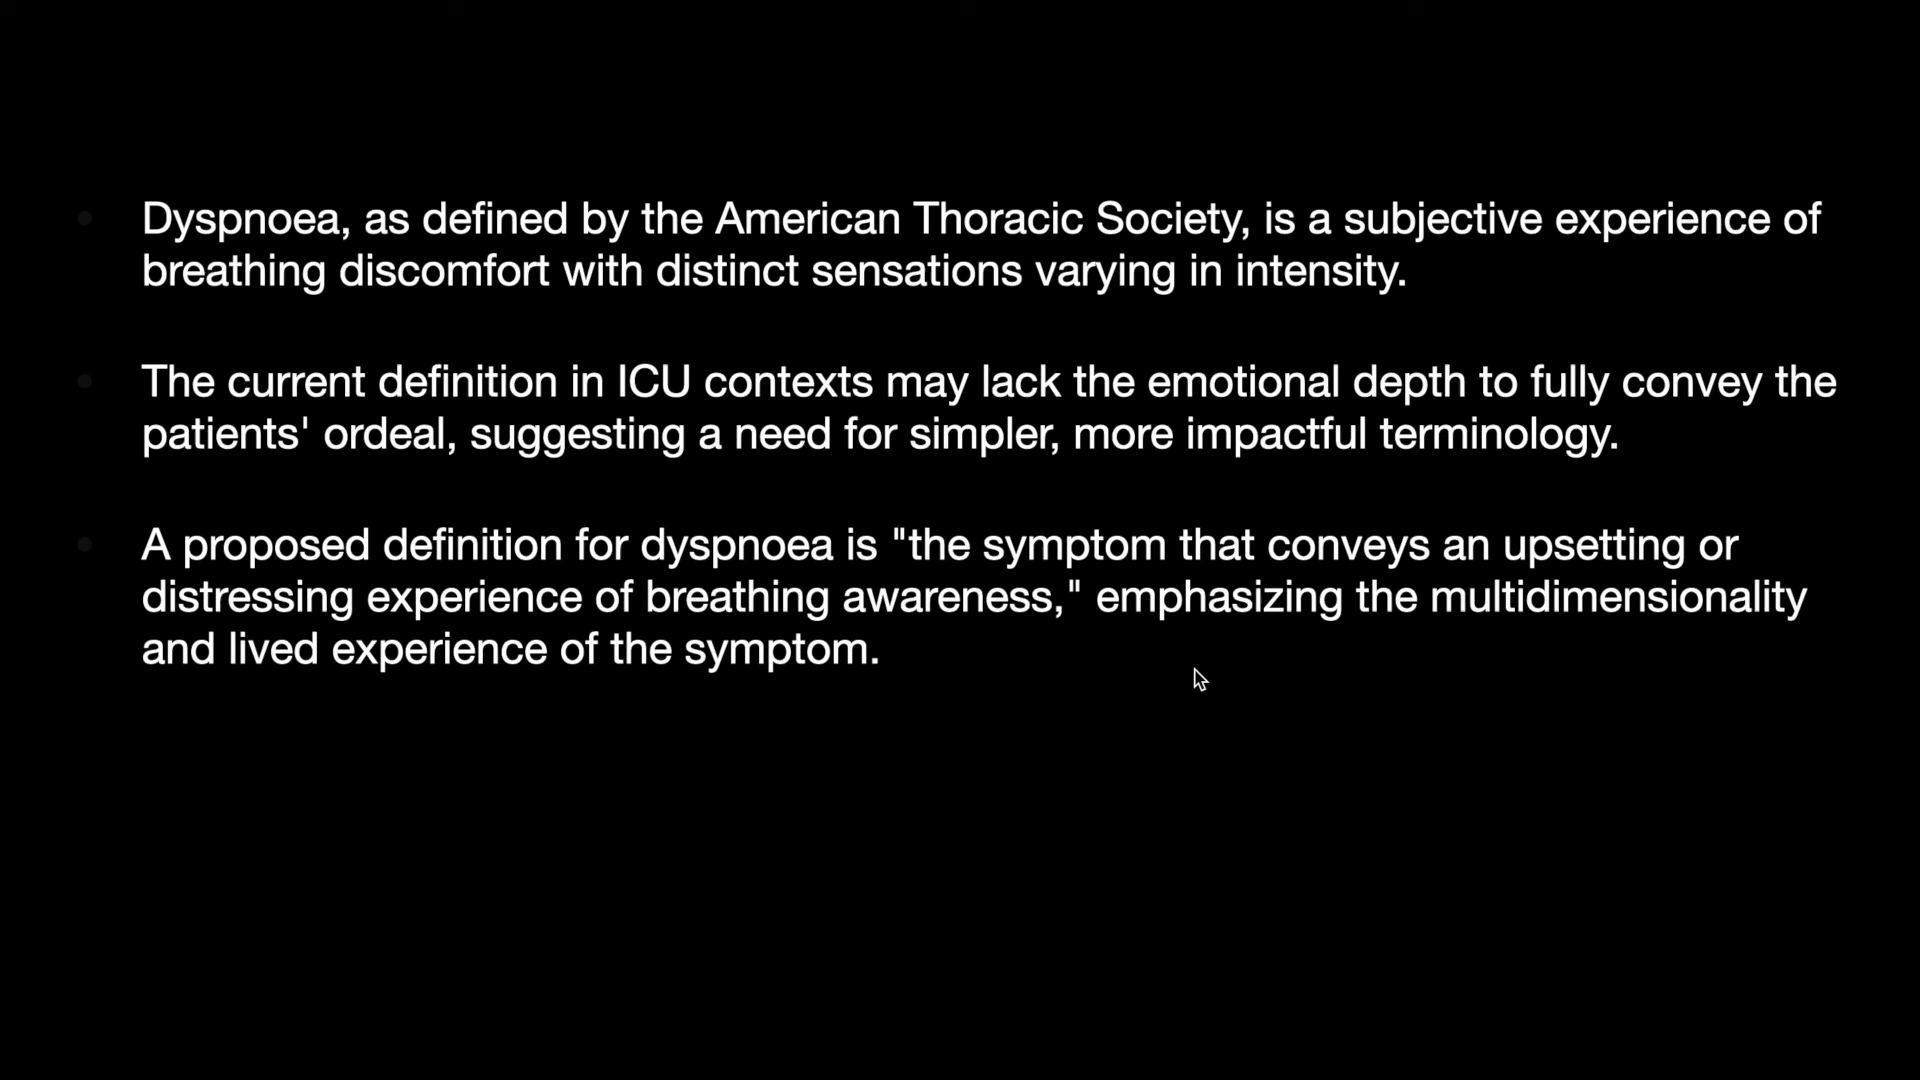 Dyspnoea, as defined by the American Thoracic Society, is a subjective experience of
breathing discomfort with distinct sensations varying in intensity.
The current definition in ICU contexts may lack the emotional depth to fully convey the
patients' ordeal, suggesting a need for simpler, more impactful terminology.
A proposed definition for dyspnoea is "the symptom that conveys an upsetting or
distressing experience of breathing awareness," emphasizing the multidimensionality
and lived experience of the symptom.